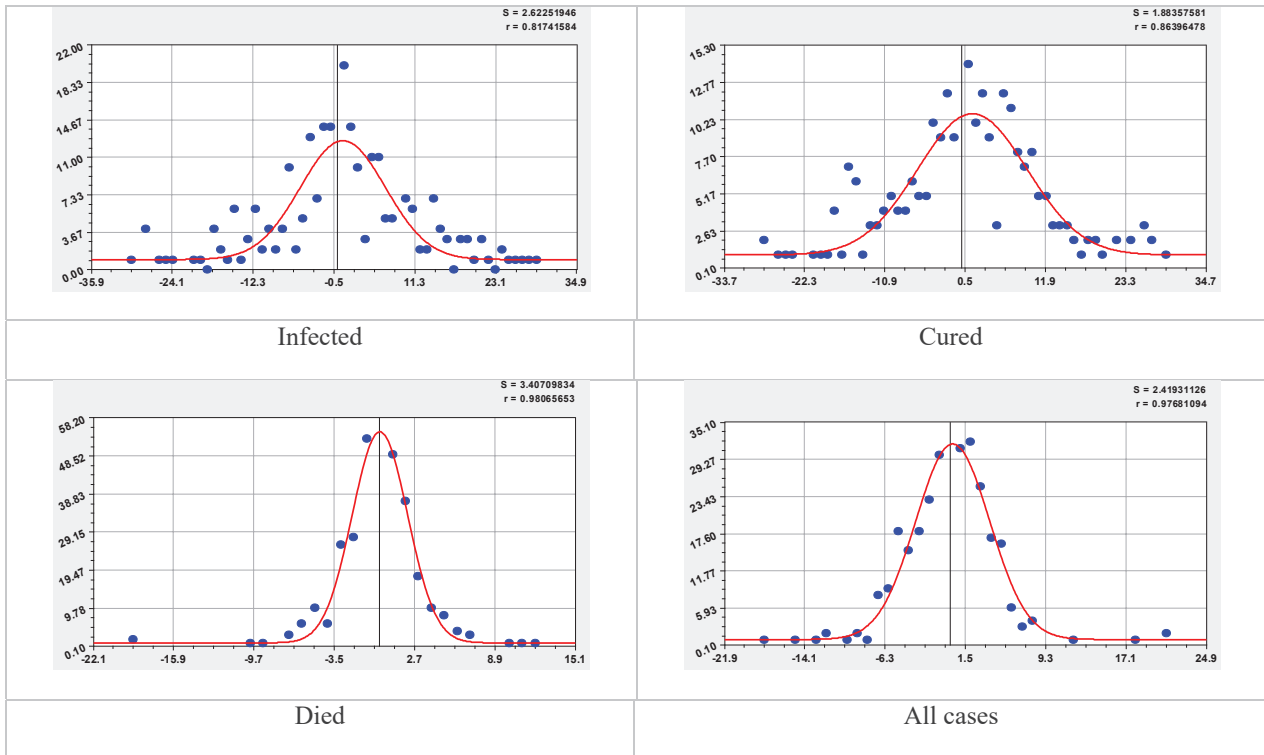 S = 2.62251946
r = 0.81741584
22.00
18.33
14.67
11.00
7.33
3.67
0.00
-35.9 -24.1 -12.3 -0.5 11.3 23.1 34.9
S = 1.88357581
r = 0.86396478
15.30
12.77
10.23
7.70
5.17
2.63
0.10
-33.7 -22.3 -10.9 0.5 11.9 23.3 34.7
Infected
Cured
S = 3.40709834
r = 0.98065653
58.20
48.52
38.83
29.15
19.47
9.78
0.10
-22.1 -15.9 -9.7 -3.5 2.7 8.9 15.1
S = 2.41931126
r = 0.97681094
35.10
29.27
23.43
17.60
11.77
5.93
0.10
-21.9 -14.1 -6.3 1.5 9.3 17.1 24.9
Died
All cases